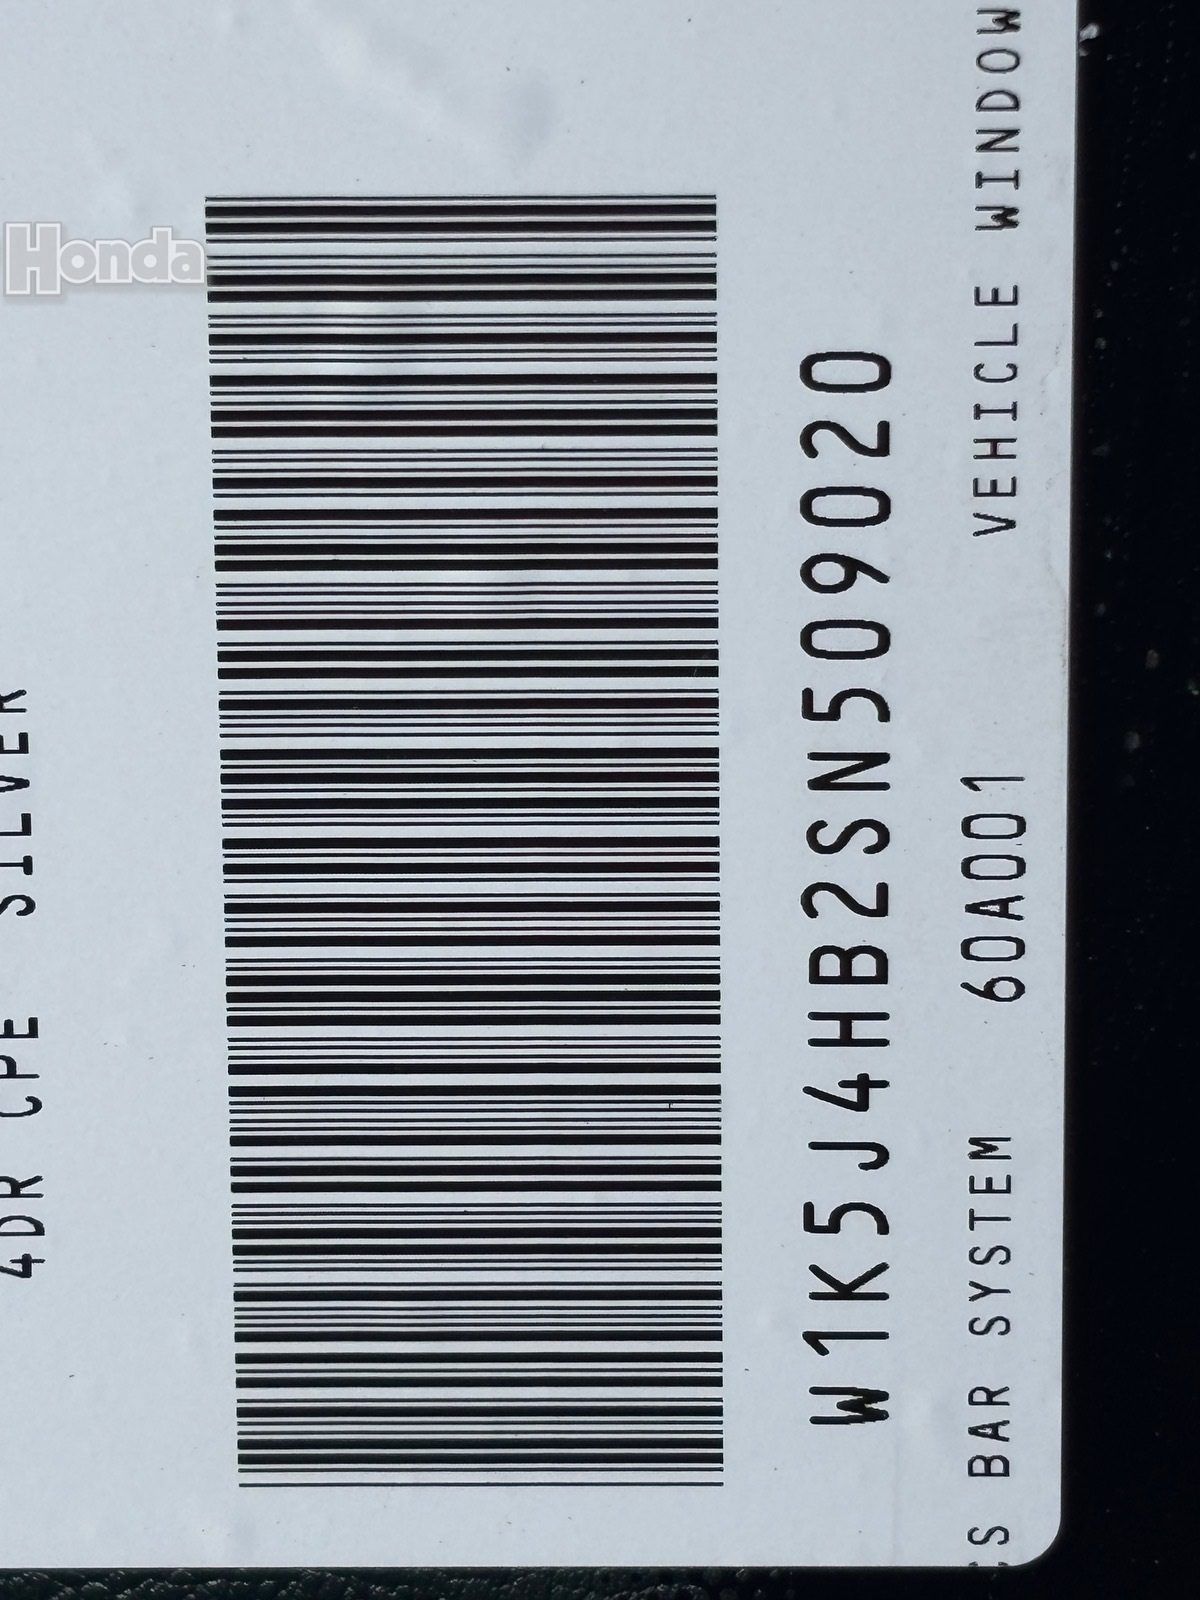 Honda
4DR CPE SILVER
W1K5J4HB2SN509020
60A001 VEHICLE WINDOW
BAR SYSTEM